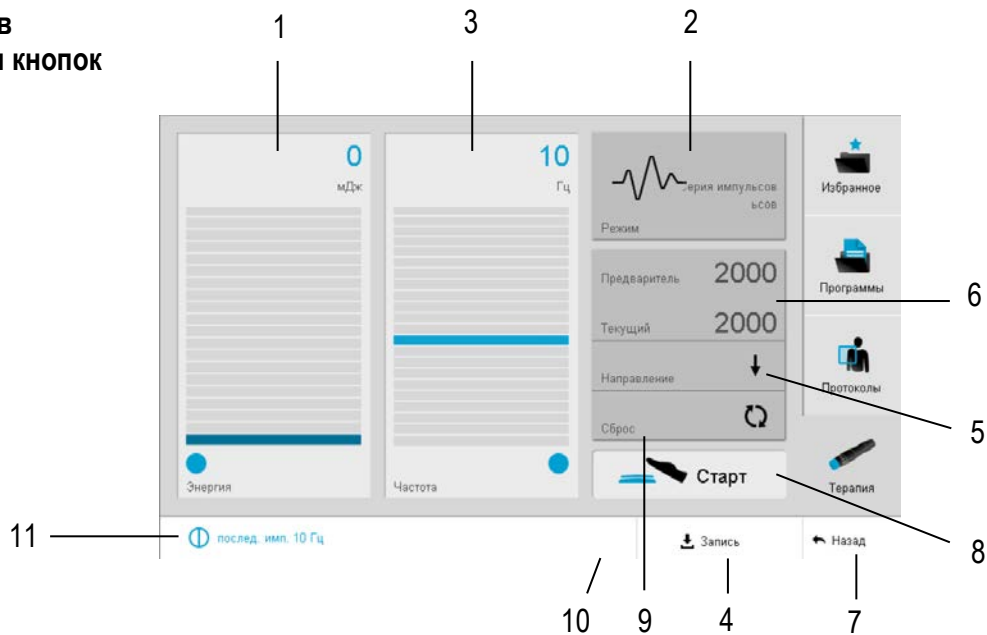 в
и кнопок
1
3
2
0
мДж
10
Гц
Энергия
Частота
ерия импульсов
ьсов
Режим
Предваритель 2000
Текущий 2000
Направление
Сброс
Старт
Избранное
Программы
Протоколы
Терапия
6
5
8
11
послед. имп. 10 Гц
Запись
Назад
10
9
4
7